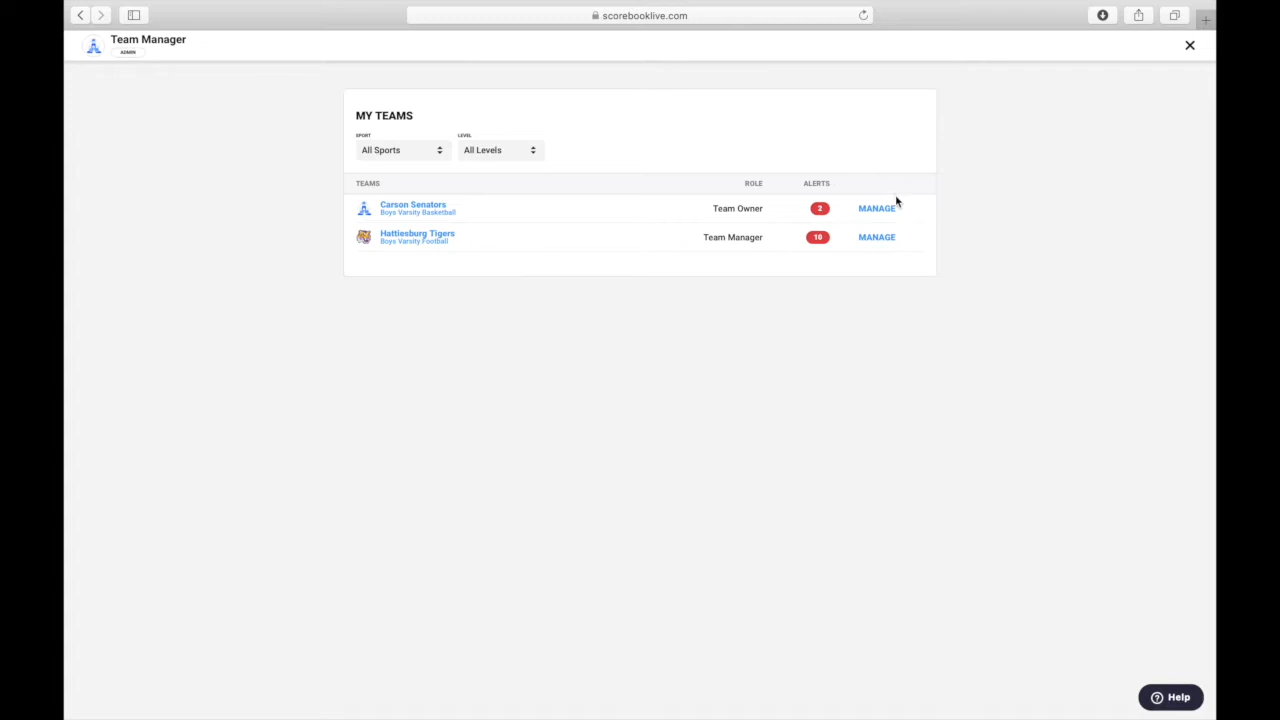 scorebooklive.com
Team Manager
ADMIN
MY TEAMS
SPORT LEVEL
All Sports All Levels
TEAMS ROLE ALERTS
Carson Senators Team Owner 2 MANAGE
Boys Varsity Basketball
Hattiesburg Tigers Team Manager 10 MANAGE
Boys Varsity Football
Help